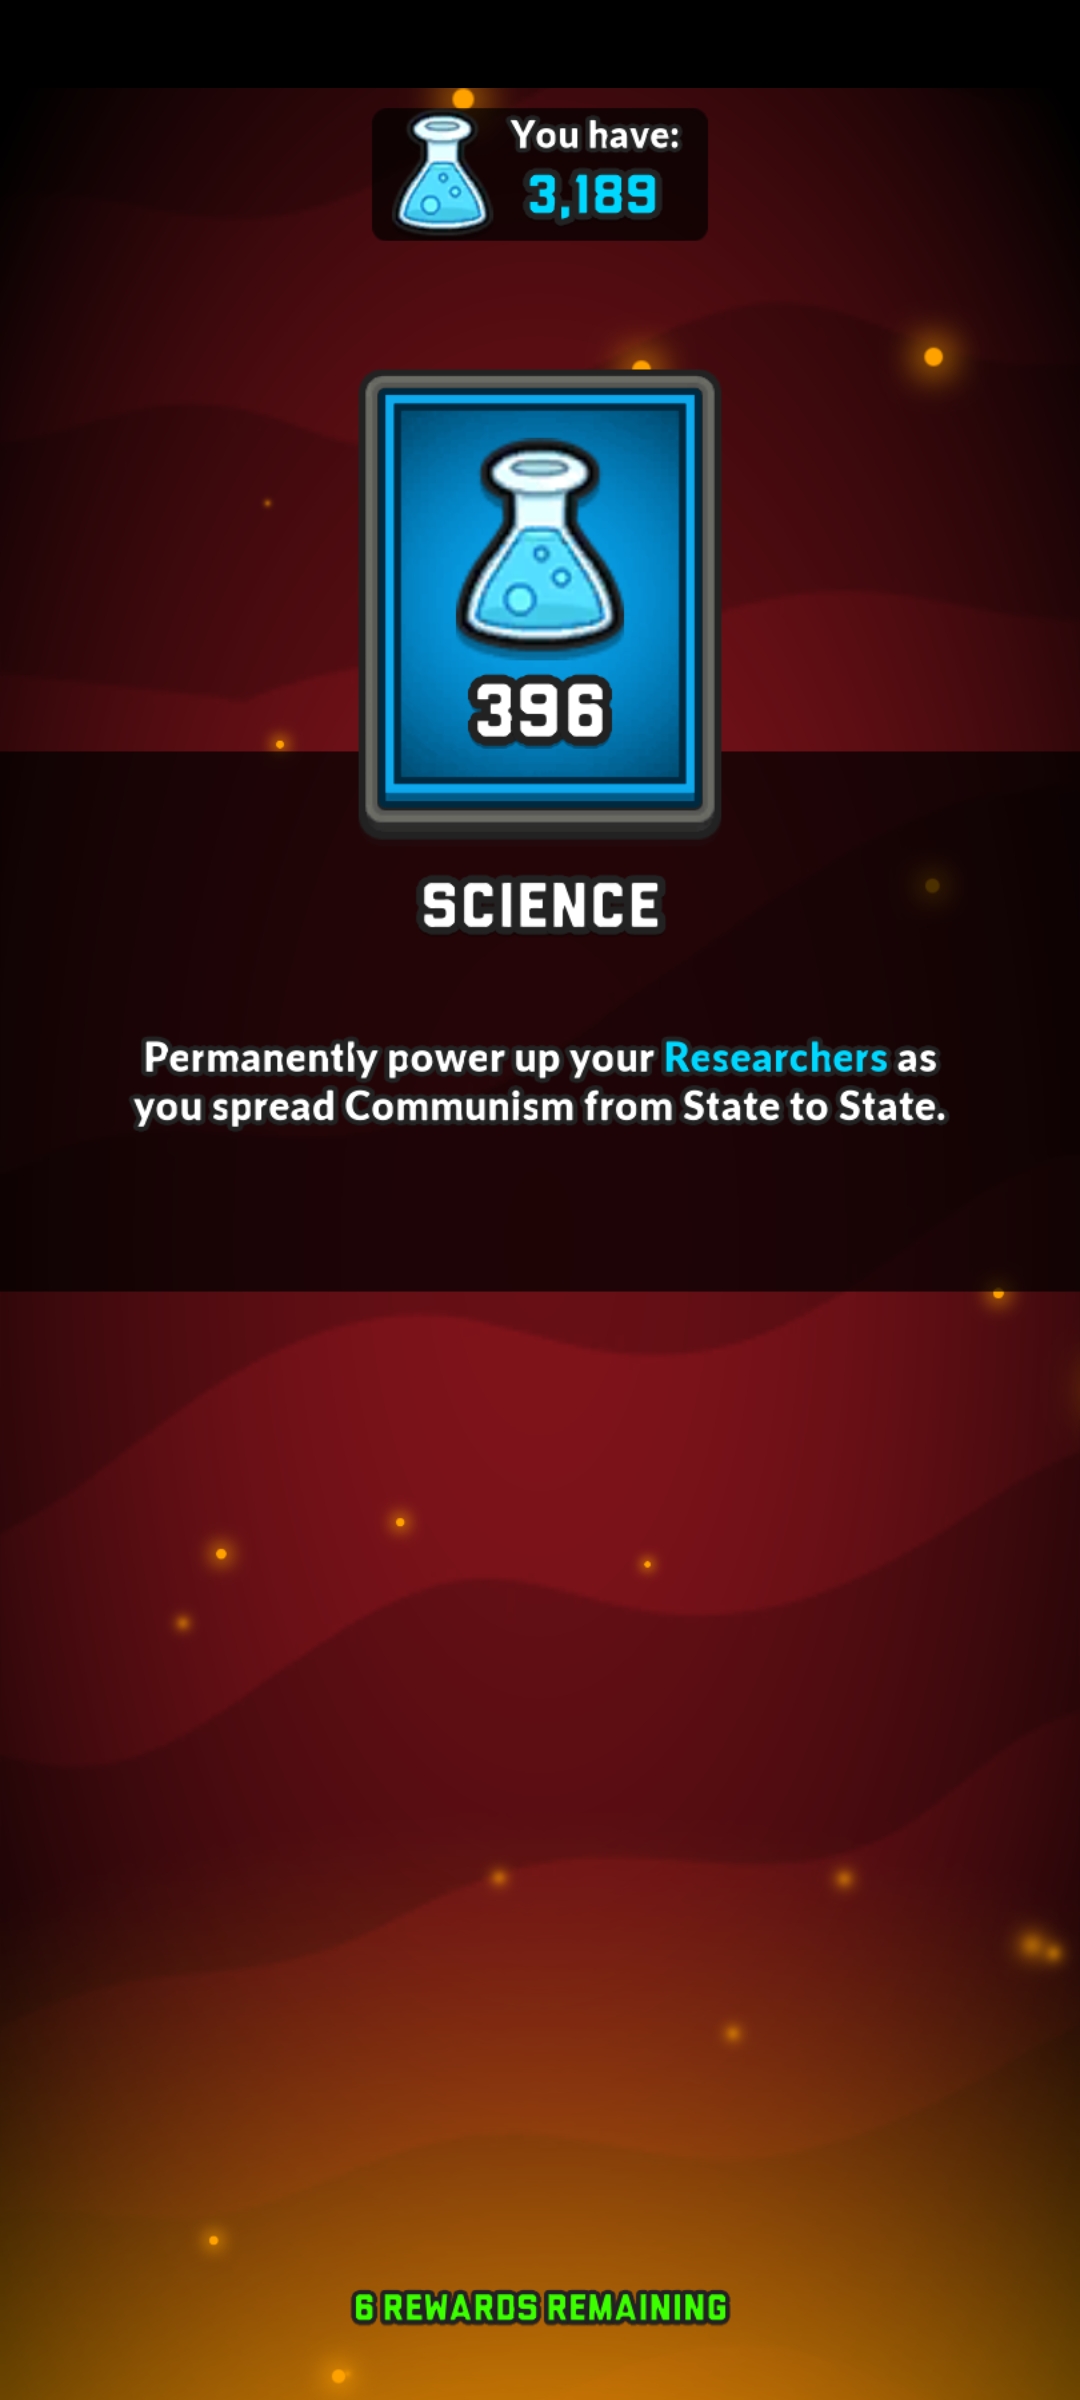 You have:
3,189
396
SCIENCE
Permanently power up your Researchers as
you spread Communism from State to State.
6 REWARDS REMAINING